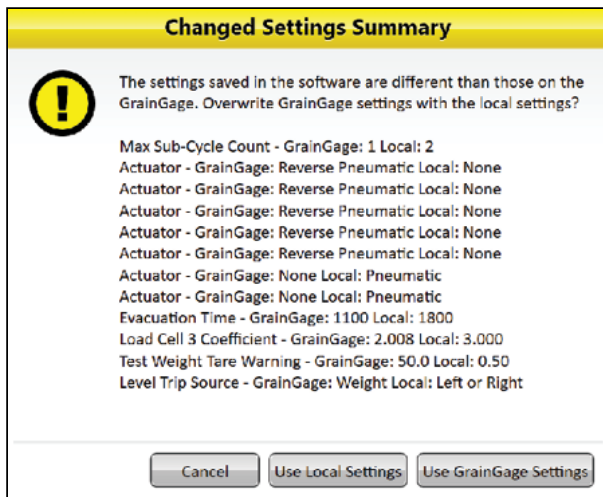 Changed Settings Summary
The settings saved in the software are different than those on the
GrainGage. Overwrite GrainGage settings with the local settings?
Max Sub-Cycle Count - GrainGage: 1 Local: 2
Actuator - GrainGage: Reverse Pneumatic Local: None
Actuator - GrainGage: Reverse Pneumatic Local: None
Actuator - GrainGage: Reverse Pneumatic Local: None
Actuator - GrainGage: Reverse Pneumatic Local: None
Actuator - GrainGage: Reverse Pneumatic Local: None
Actuator - GrainGage: None Local: Pneumatic
Actuator - GrainGage: None Local: Pneumatic
Evacuation Time - GrainGage: 1100 Local: 1800
Load Cell 3 Coefficient - GrainGage: 2.008 Local: 3.000
Test Weight Tare Warning - GrainGage: 50.0 Local: 0.50
Level Trip Source - GrainGage: Weight Local: Left or Right
Cancel Use Local Settings Use GrainGage Settings